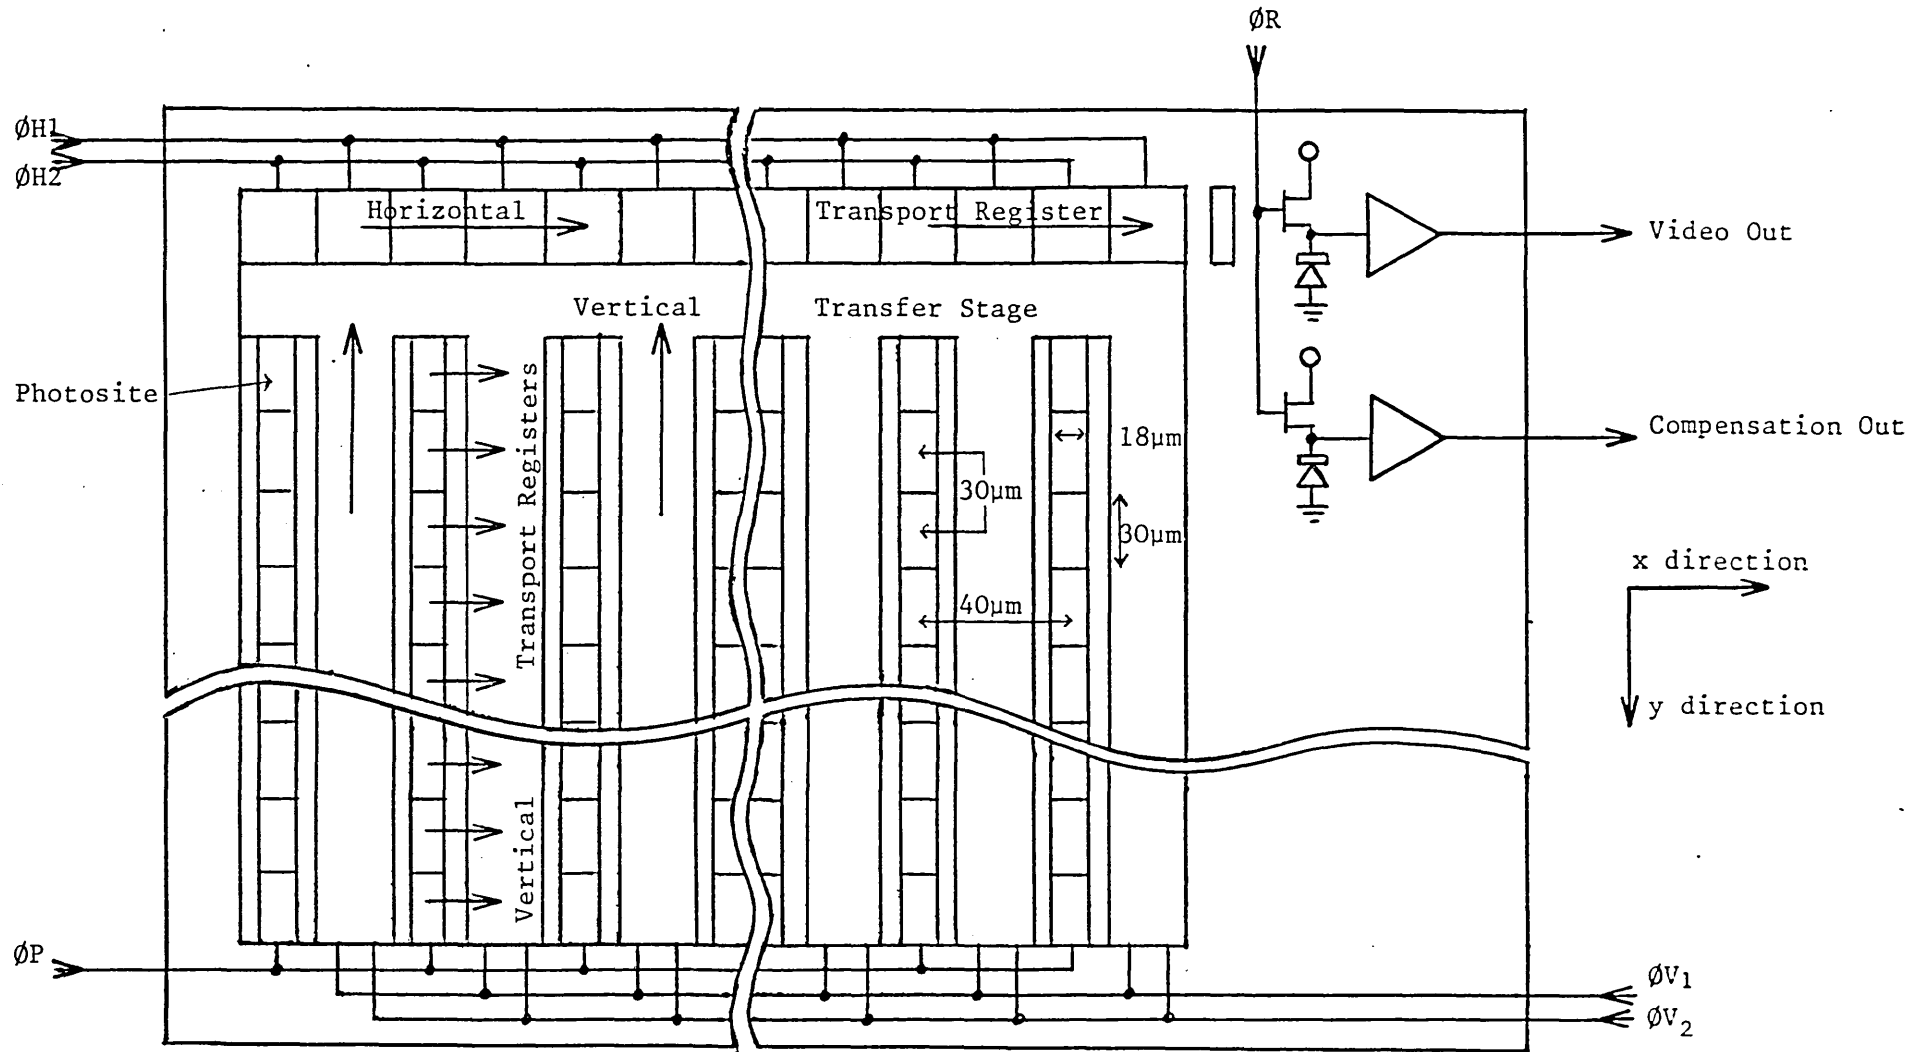 ØR
ØH1
ØH2
Horizontal
Transport Register
Video Out
Vertical
Transfer Stage
Photosite
Transport Registers
18µm
Compensation Out
30µm
30µm
x direction
40µm
y direction
Vertical
ØP
ØV1
ØV2